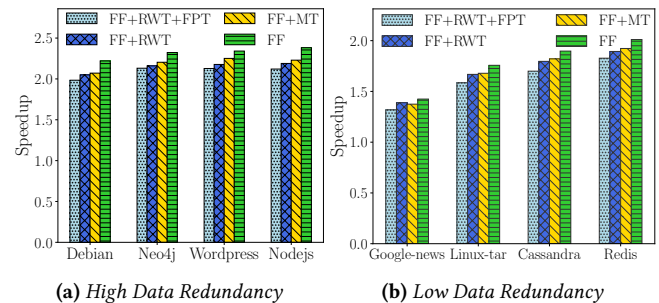 FF+RWT+FPT
FF+MT
FF+RWT
FF
2.5
2.0
1.5
1.0
0.5
0.0
Speedup
Debian Neo4j Wordpress Nodejs
(a) High Data Redundancy
FF+RWT+FPT
FF+MT
FF+RWT
FF
2.0
1.5
1.0
0.5
0.0
Speedup
Google-news Linux-tar Cassandra Redis
(b) Low Data Redundancy